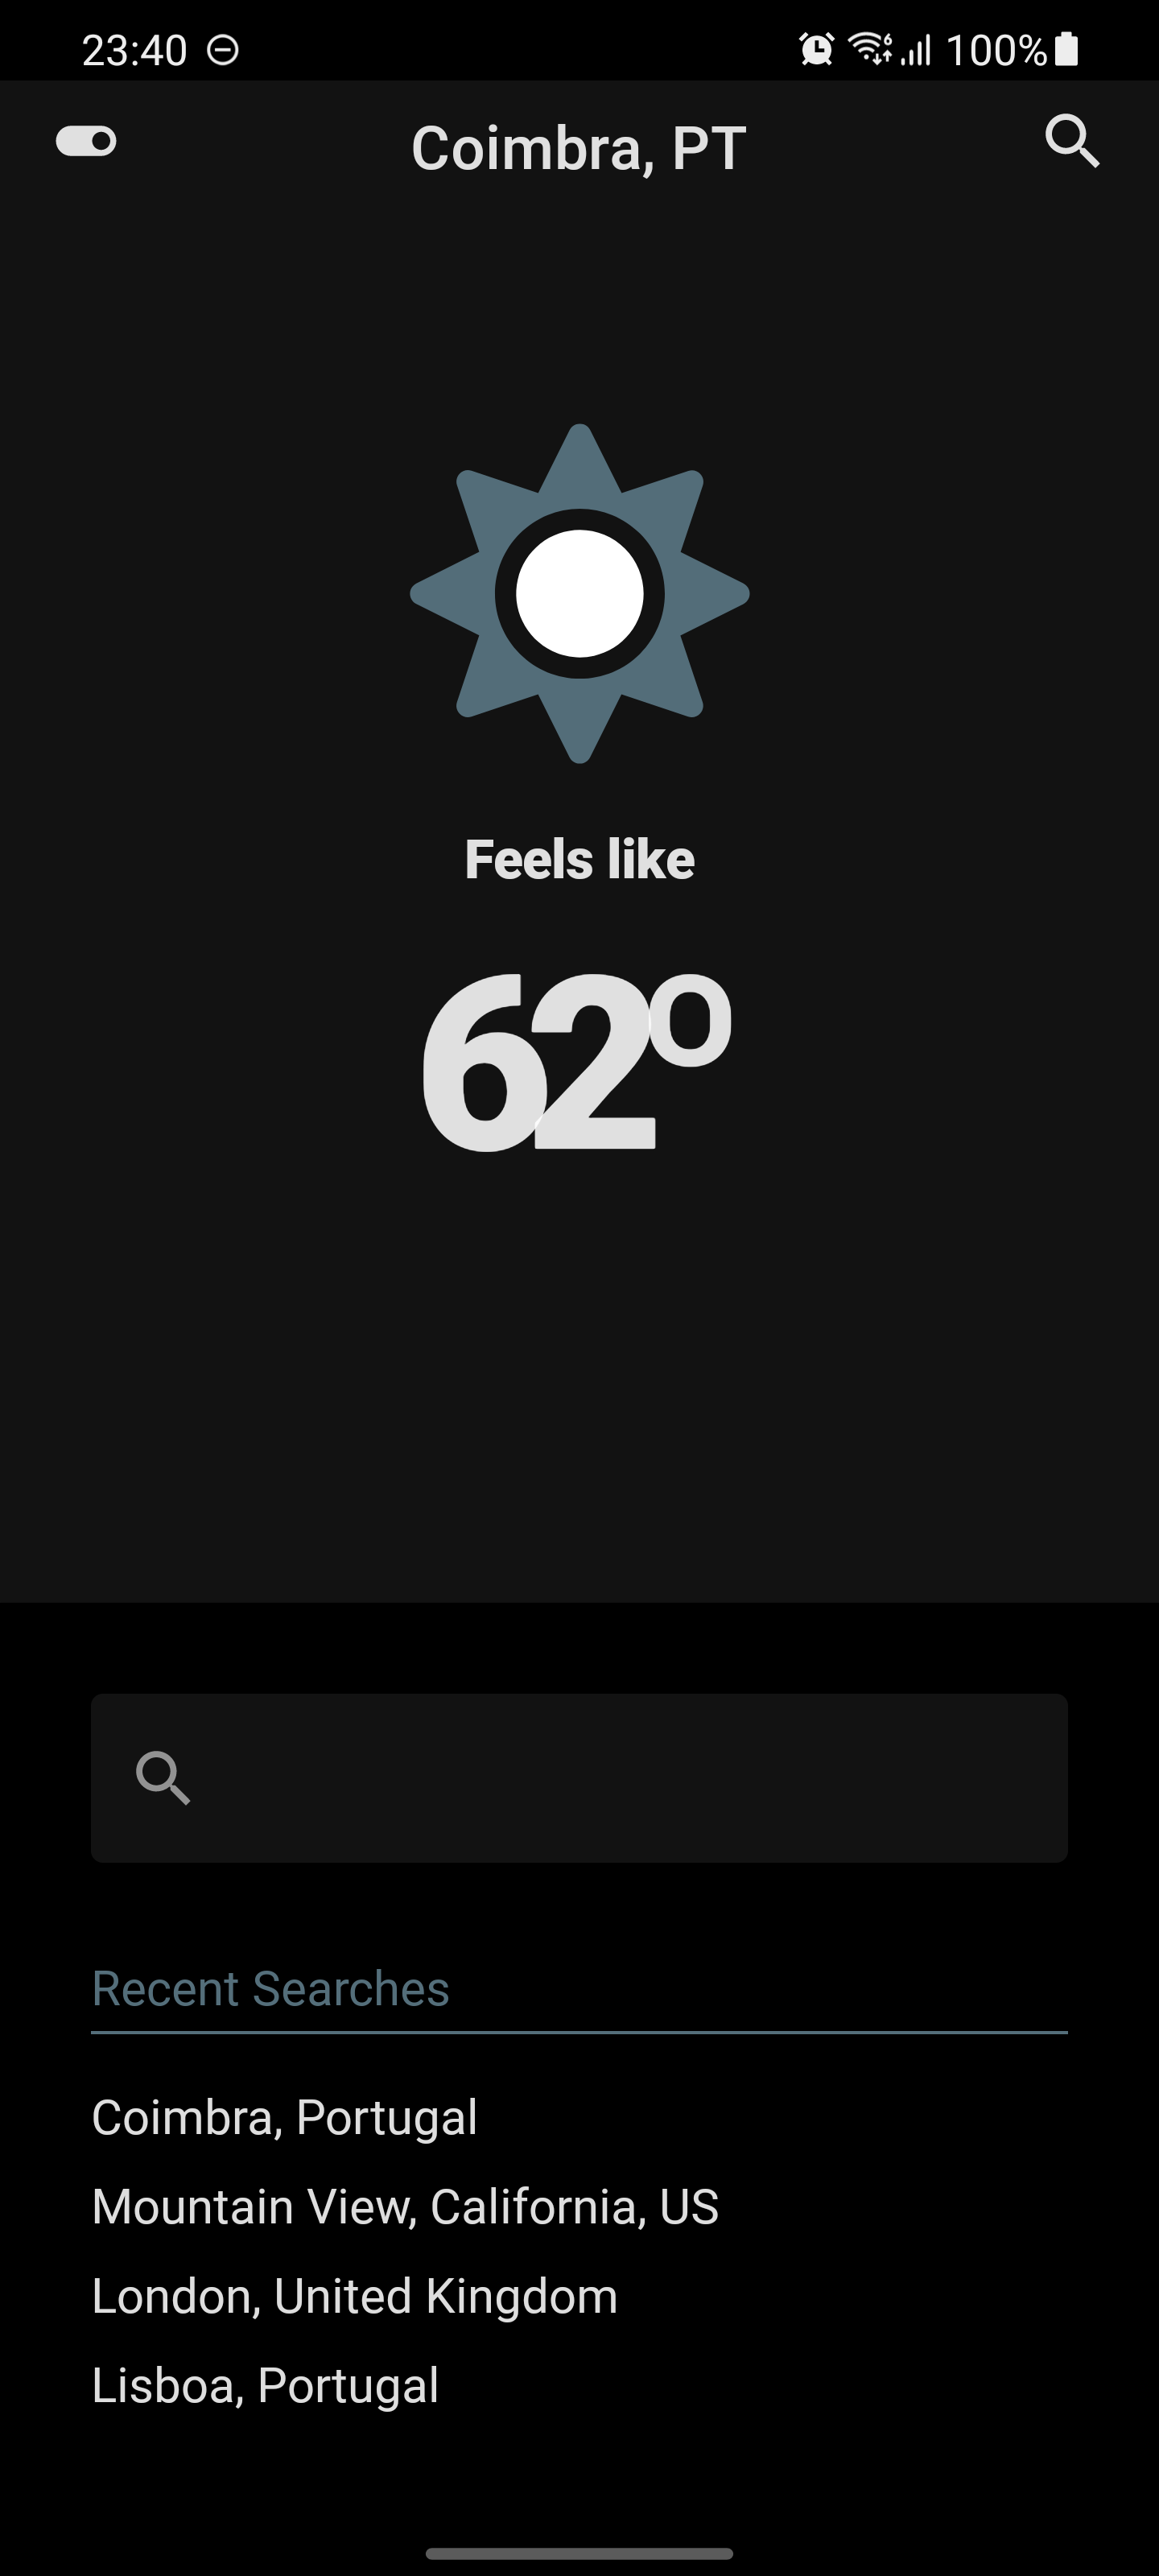 23:40 100%
Coimbra, PT
Feels like
62º
Recent Searches
Coimbra, Portugal
Mountain View, California, US
London, United Kingdom
Lisboa, Portugal